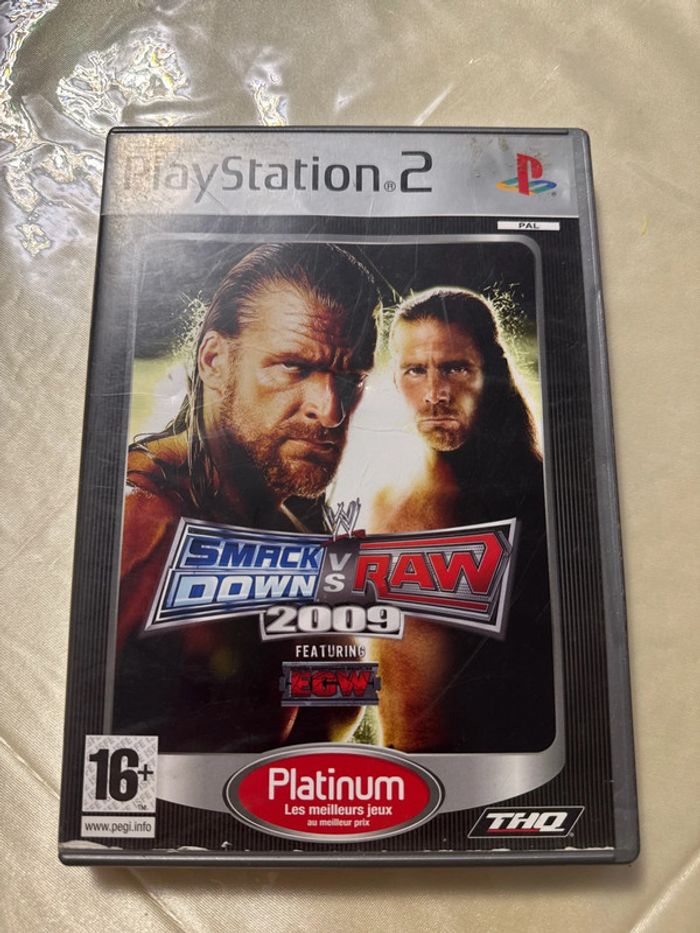 PlayStation®2
PAL
W
SMACK
DOWN
VS
RAW
2009
FEATURING
ECW
16+
www.pegi.info
Platinum
Les meilleurs jeux
au meilleur prix
THQ